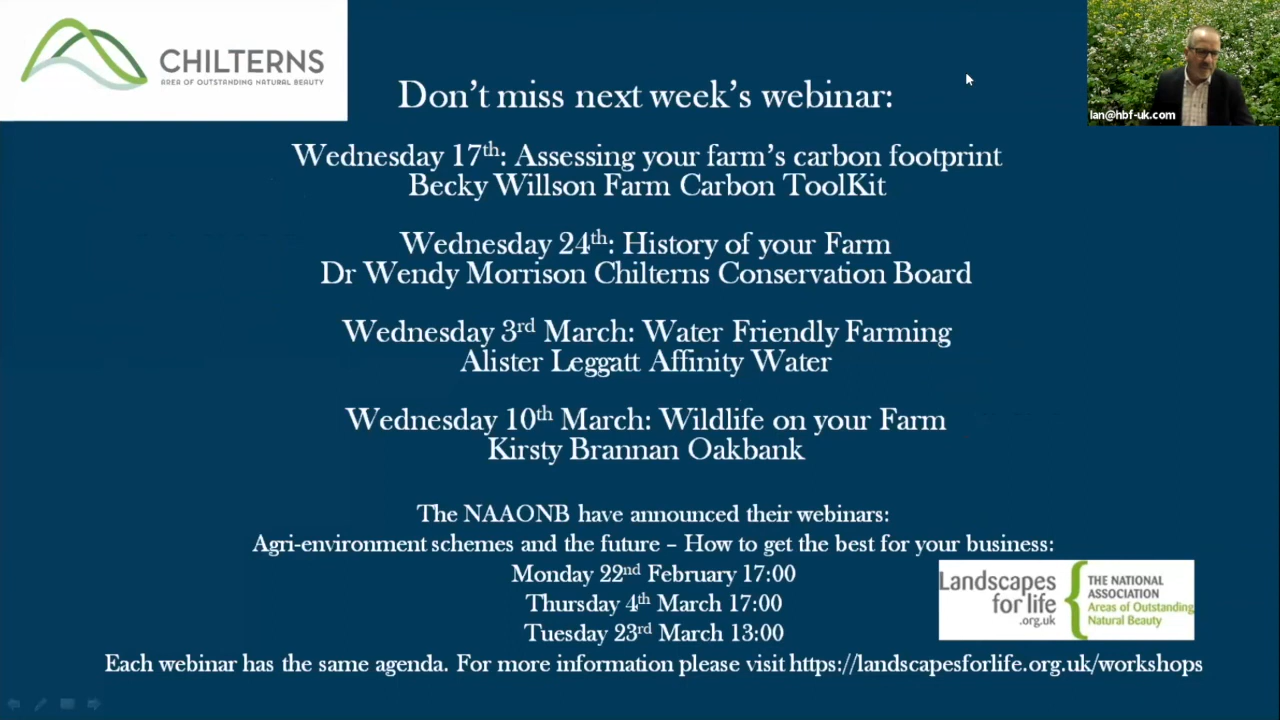 CHILTERNS
AREA OF OUTSTANDING NATURAL BEAUTY
Ian@hbf-uk.com
Don't miss next week's webinar:
Wednesday 17th: Assessing your farm's carbon footprint
Becky Willson Farm Carbon ToolKit
Wednesday 24th: History of your Farm
Dr Wendy Morrison Chilterns Conservation Board
Wednesday 3rd March: Water Friendly Farming
Alister Leggatt Affinity Water
Wednesday 10th March: Wildlife on your Farm
Kirsty Brannan Oakbank
The NAAONB have announced their webinars:
Agri-environment schemes and the future – How to get the best for your business:
Monday 22nd February 17:00
Thursday 4th March 17:00
Tuesday 23rd March 13:00
Landscapes
for life
.org.uk
THE NATIONAL
ASSOCIATION
Areas of Outstanding
Natural Beauty
Each webinar has the same agenda. For more information please visit https://landscapesforlife.org.uk/workshops